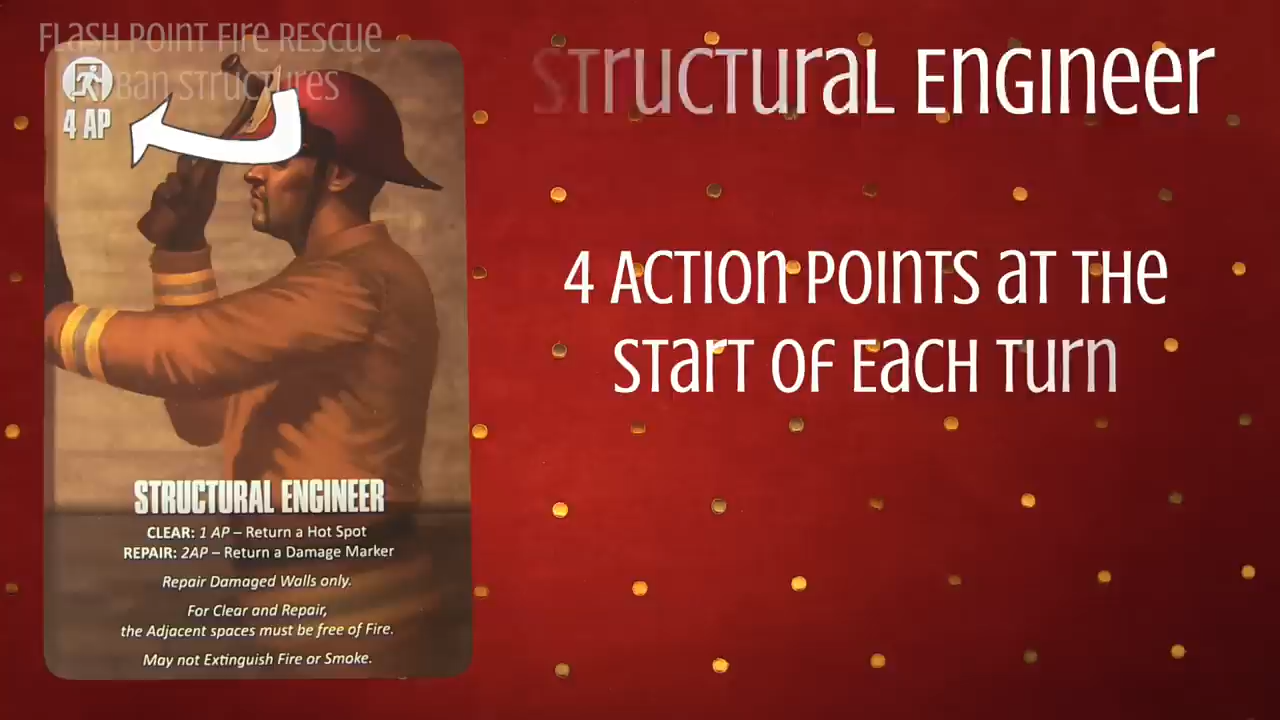 FLASH POINT FIRE RESCUE
URBAN STRUCTURES
4 AP
STRUCTURAL ENGINEER
4 ACTION POINTS AT THE
START OF EACH TURN
STRUCTURAL ENGINEER
CLEAR: 1 AP – Return a Hot Spot
REPAIR: 2AP – Return a Damage Marker
Repair Damaged Walls only.
For Clear and Repair,
the Adjacent spaces must be free of Fire.
May not Extinguish Fire or Smoke.